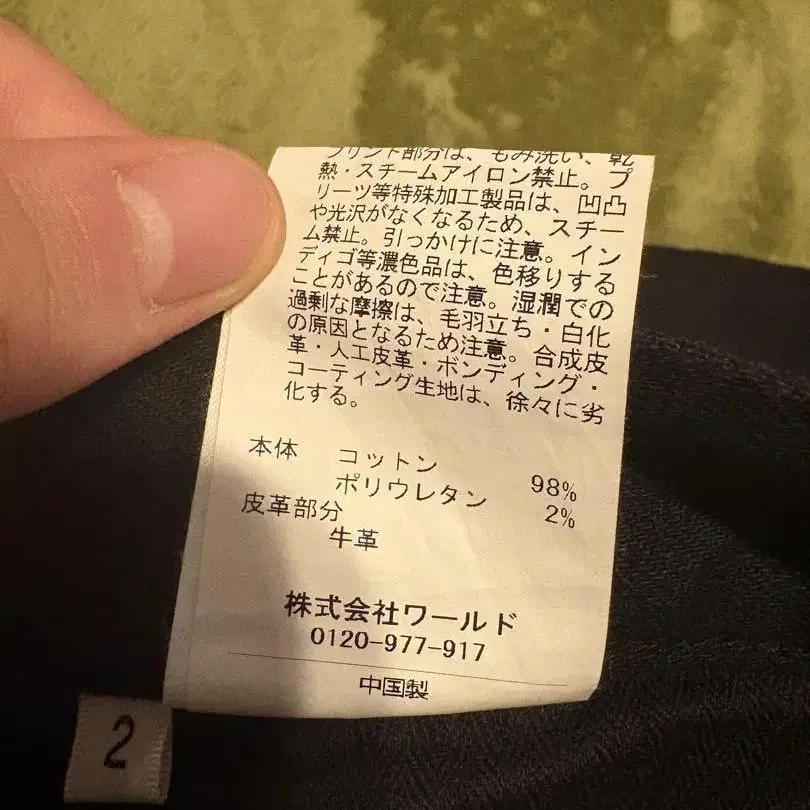 プリント部分は、もみ洗い、乾
熱・スチームアイロン禁止。プ
リーツ等特殊加工製品は、凹凸
や光沢がなくなるため、スチー
ム禁止。引っかけに注意。イン
ディゴ等濃色品は、色移りする
ことがあるので注意。湿潤での
過剰な摩擦は、毛羽立ち・白化
の原因となるため注意。合成皮
革・人工皮革・ボンディング・
コーティング生地は、徐々に劣
化する。
本体 コットン 98%
ポリウレタン 2%
皮革部分
牛革
株式会社ワールド
0120-977-917
中国製
2